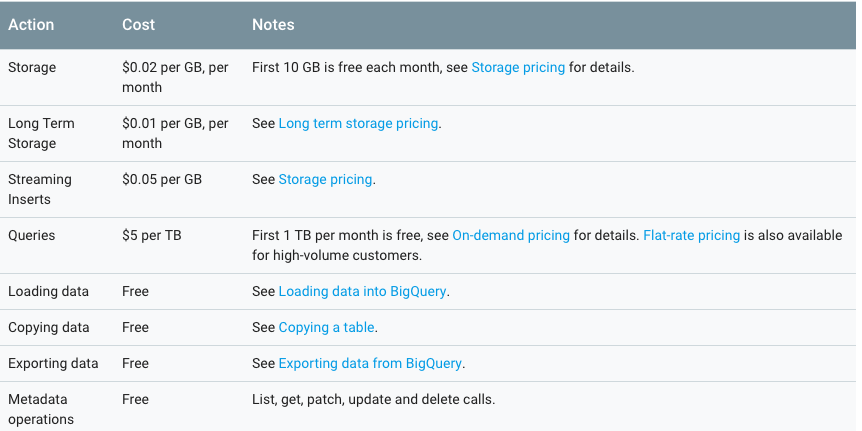 Action Cost Notes
Storage $0.02 per GB, per First 10 GB is free each month, see Storage pricing for details.
month
Long Term $0.01 per GB, per See Long term storage pricing.
Storage month
Streaming $0.05 per GB See Storage pricing.
Inserts
Queries $5 per TB First 1 TB per month is free, see On-demand pricing for details. Flat-rate pricing is also available
for high-volume customers.
Loading data Free See Loading data into BigQuery.
Copying data Free See Copying a table.
Exporting data Free See Exporting data from BigQuery.
Metadata Free List, get, patch, update and delete calls.
operations